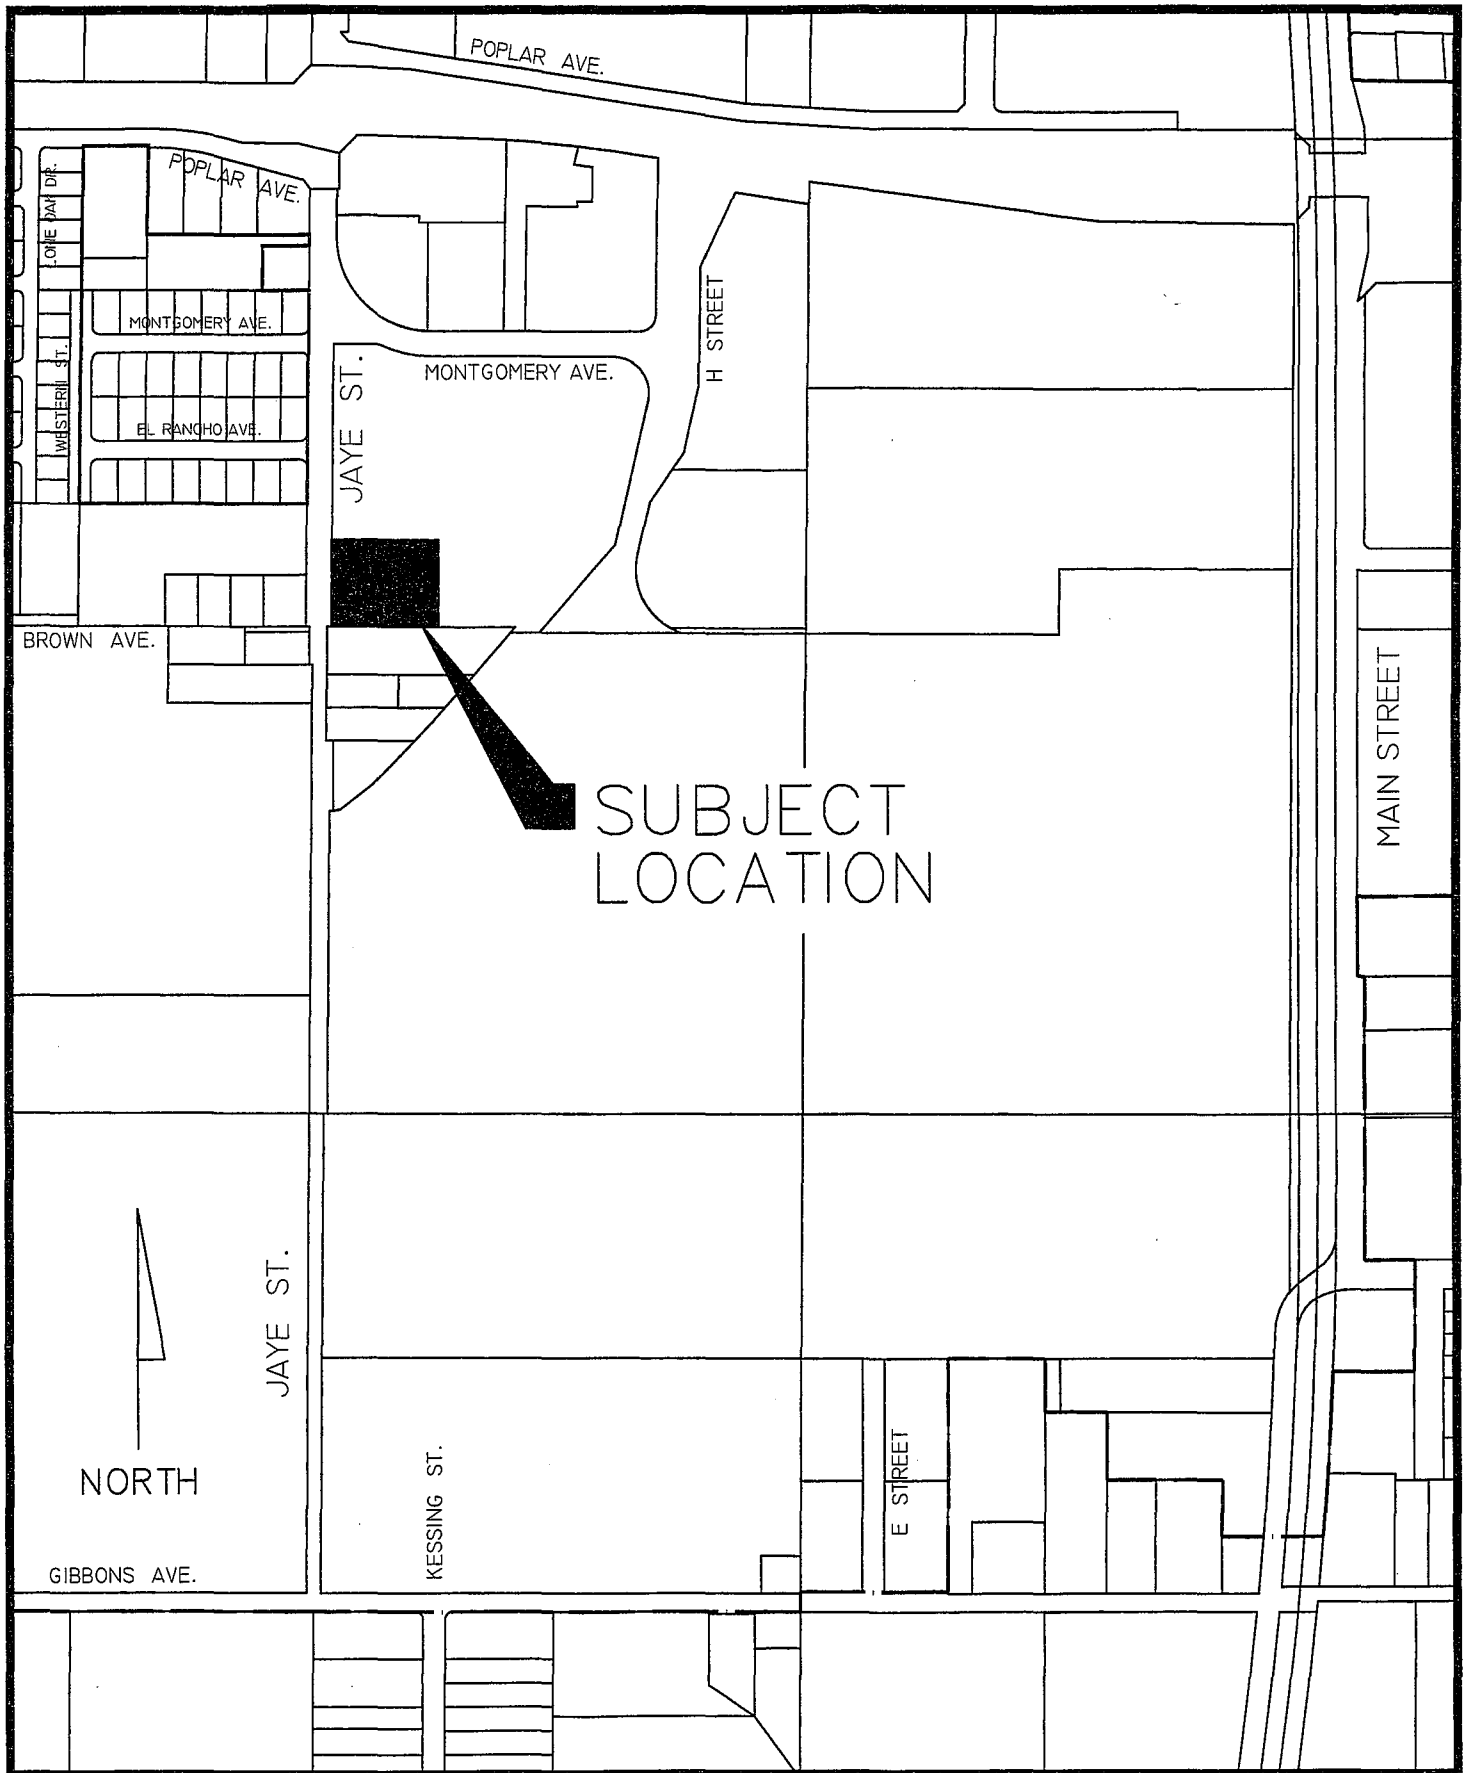 POPLAR AVE.
POPLAR AVE.
LONE OAK DR.
H STREET
MONTGOMERY AVE.
WESTERN ST.
JAYE ST.
MONTGOMERY AVE.
EL RANCHO AVE.
BROWN AVE.
MAIN STREET
SUBJECT
LOCATION
JAYE ST.
NORTH
KESSING ST.
E STREET
GIBBONS AVE.